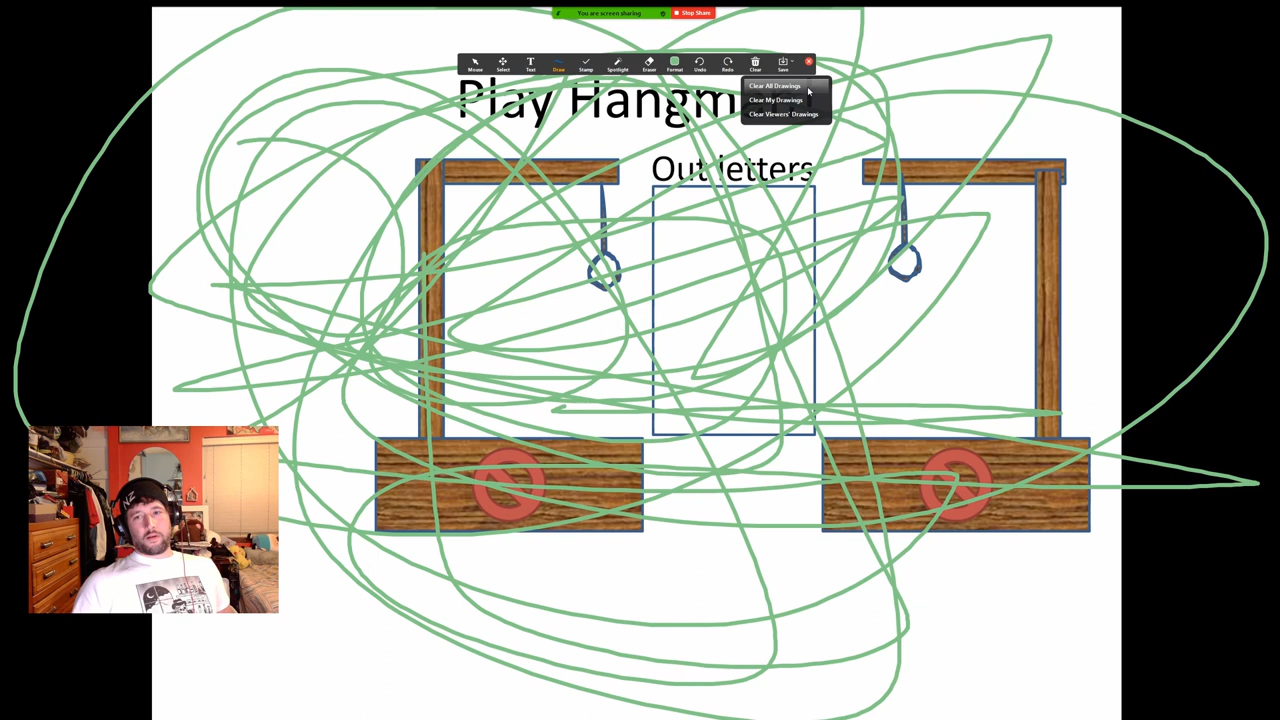 You are screen sharing
Stop Share
Mouse
Select
Text
Draw
Stamp
Spotlight
Eraser
Format
Undo
Redo
Clear
Save
Clear All Drawings
Clear My Drawings
Clear Viewers' Drawings
Play Hangm
Out letters
NZ